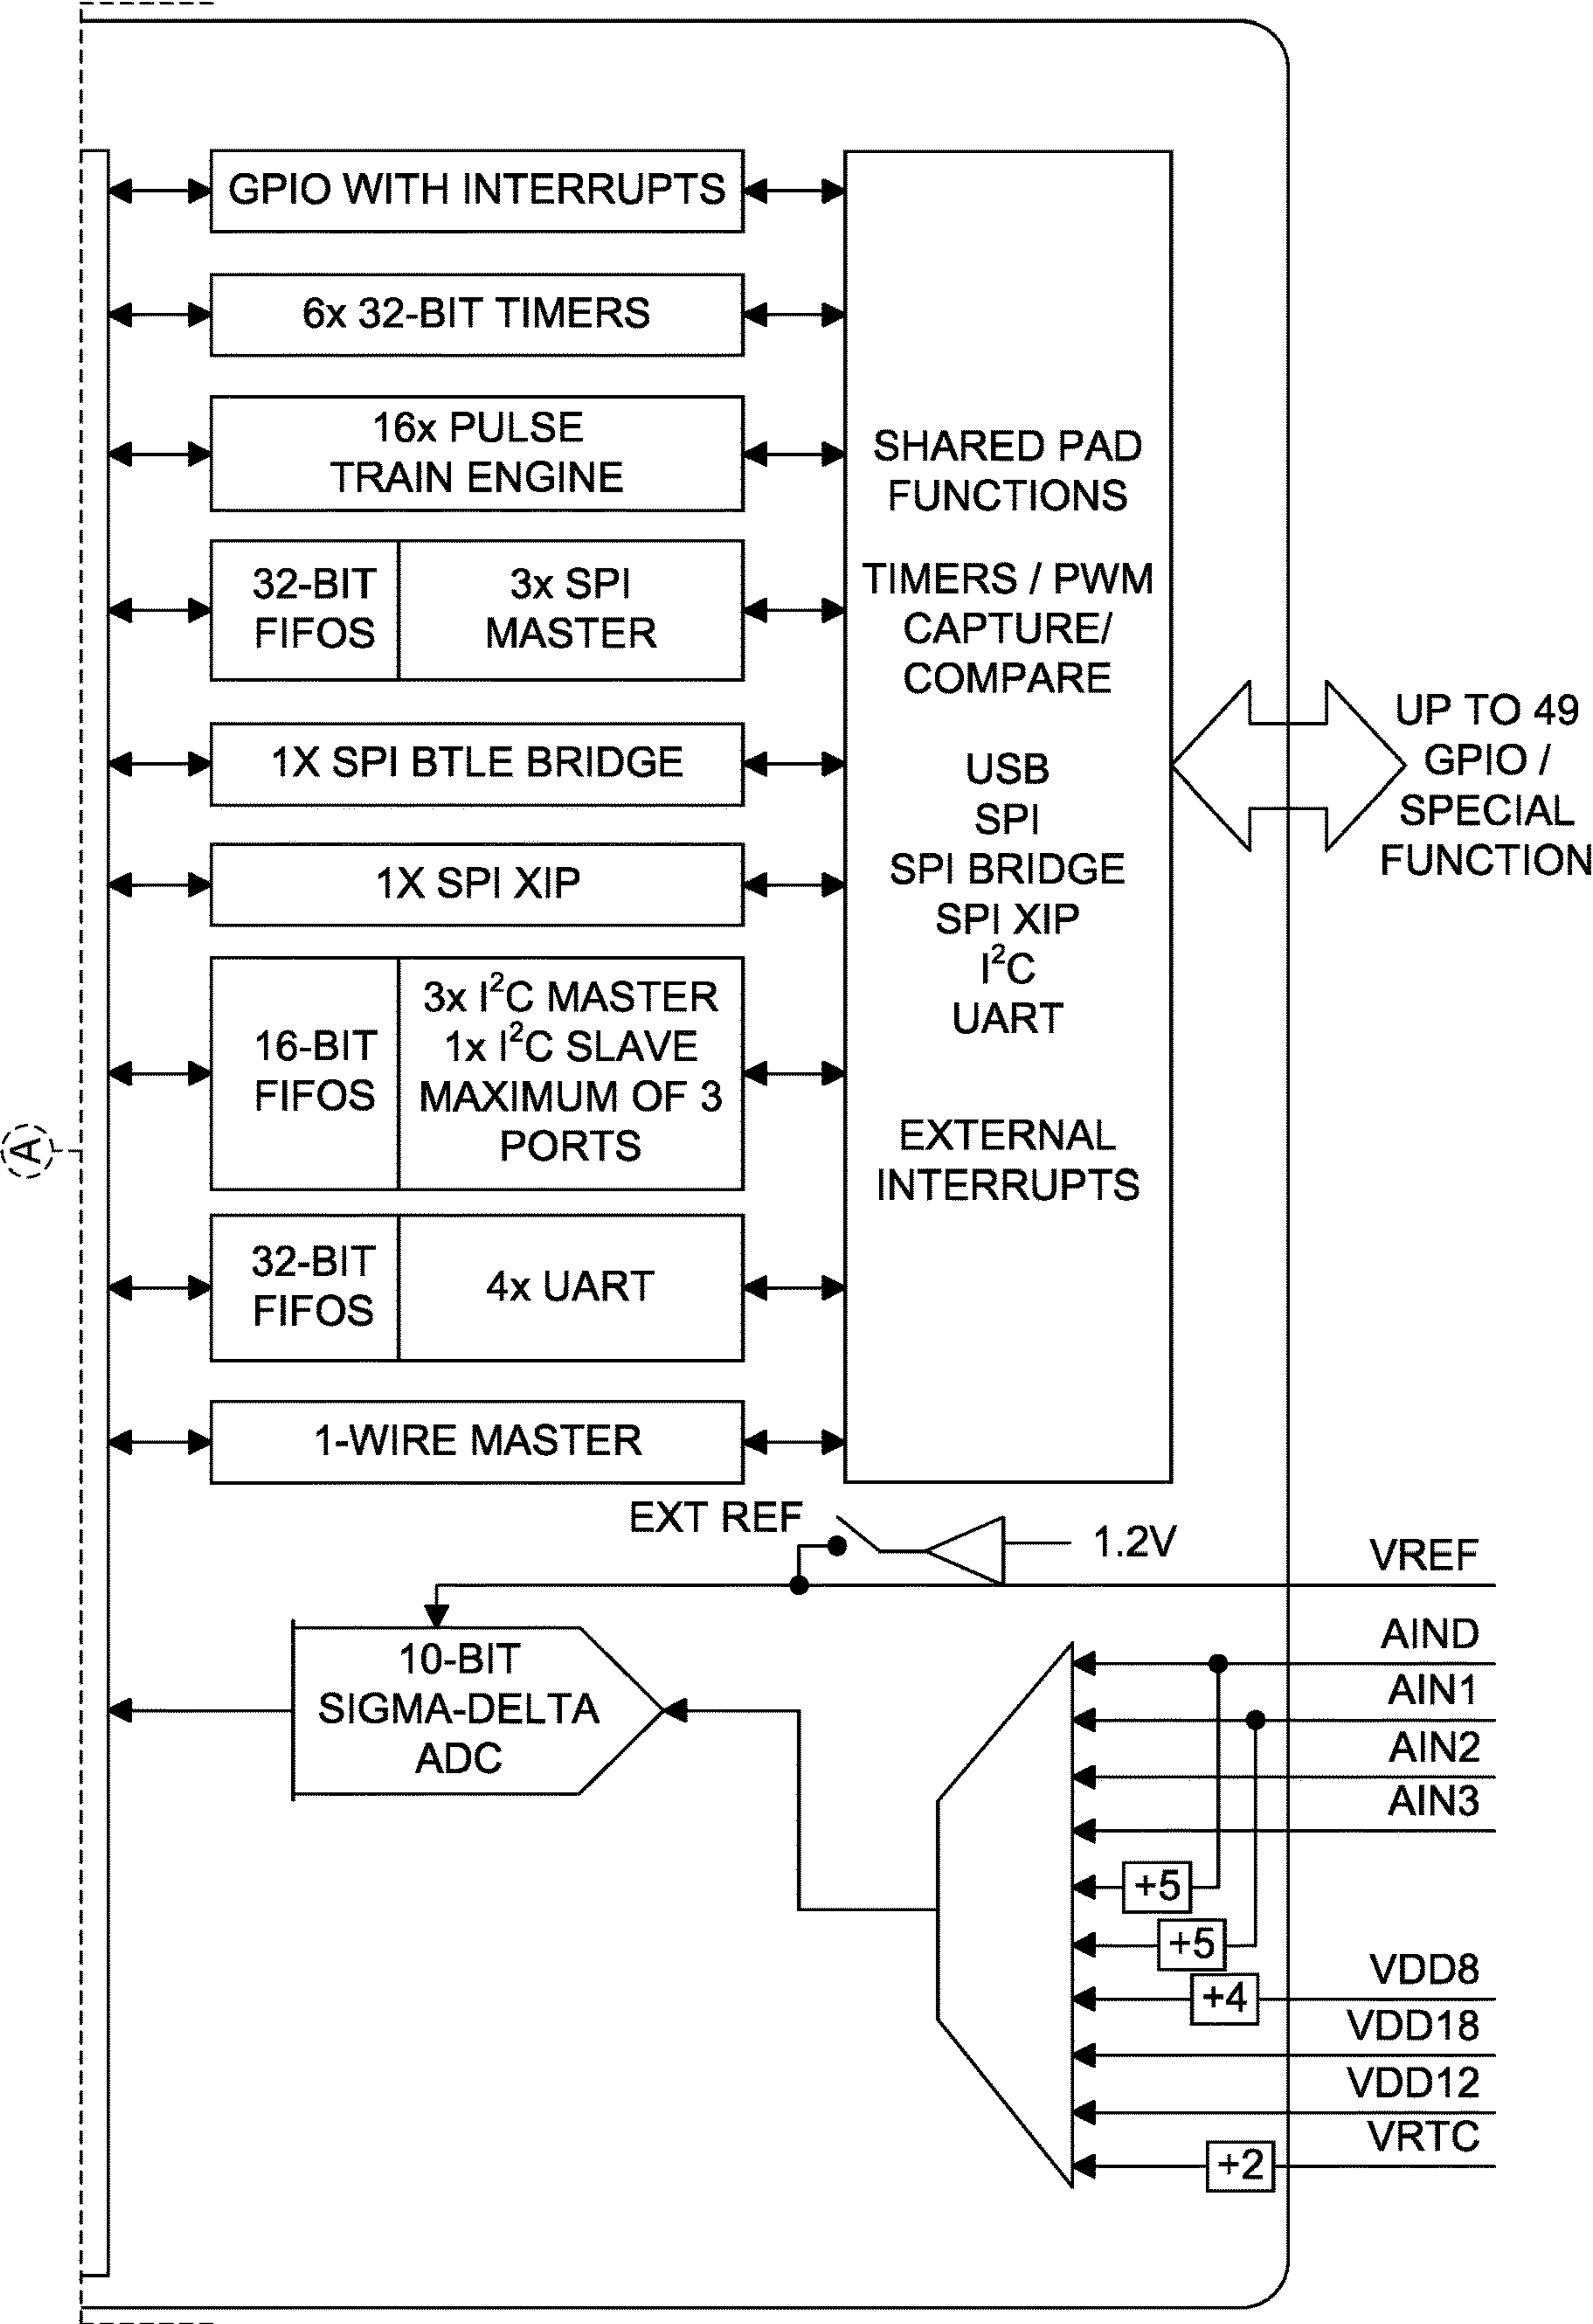 GPIO WITH INTERRUPTS
6x 32-BIT TIMERS
16x PULSE
TRAIN ENGINE
32-BIT
FIFOS
3x SPI
MASTER
1X SPI BTLE BRIDGE
1X SPI XIP
16-BIT
FIFOS
3x I²C MASTER
1x I²C SLAVE
MAXIMUM OF 3
PORTS
32-BIT
FIFOS
4x UART
1-WIRE MASTER
SHARED PAD
FUNCTIONS
TIMERS / PWM
CAPTURE/
COMPARE
USB
SPI
SPI BRIDGE
SPI XIP
I²C
UART
EXTERNAL
INTERRUPTS
UP TO 49
GPIO /
SPECIAL
FUNCTION
A
EXT REF
1.2V
VREF
10-BIT
SIGMA-DELTA
ADC
AIND
AIN1
AIN2
AIN3
+5
+5
+4
VDD8
VDD18
VDD12
VRTC
+2